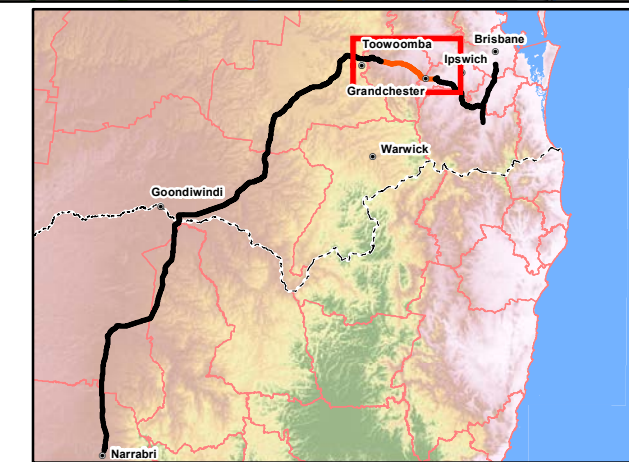 Brisbane
Toowoomba
Ipswich
Grandchester
Warwick
Goondiwindi
Narrabri